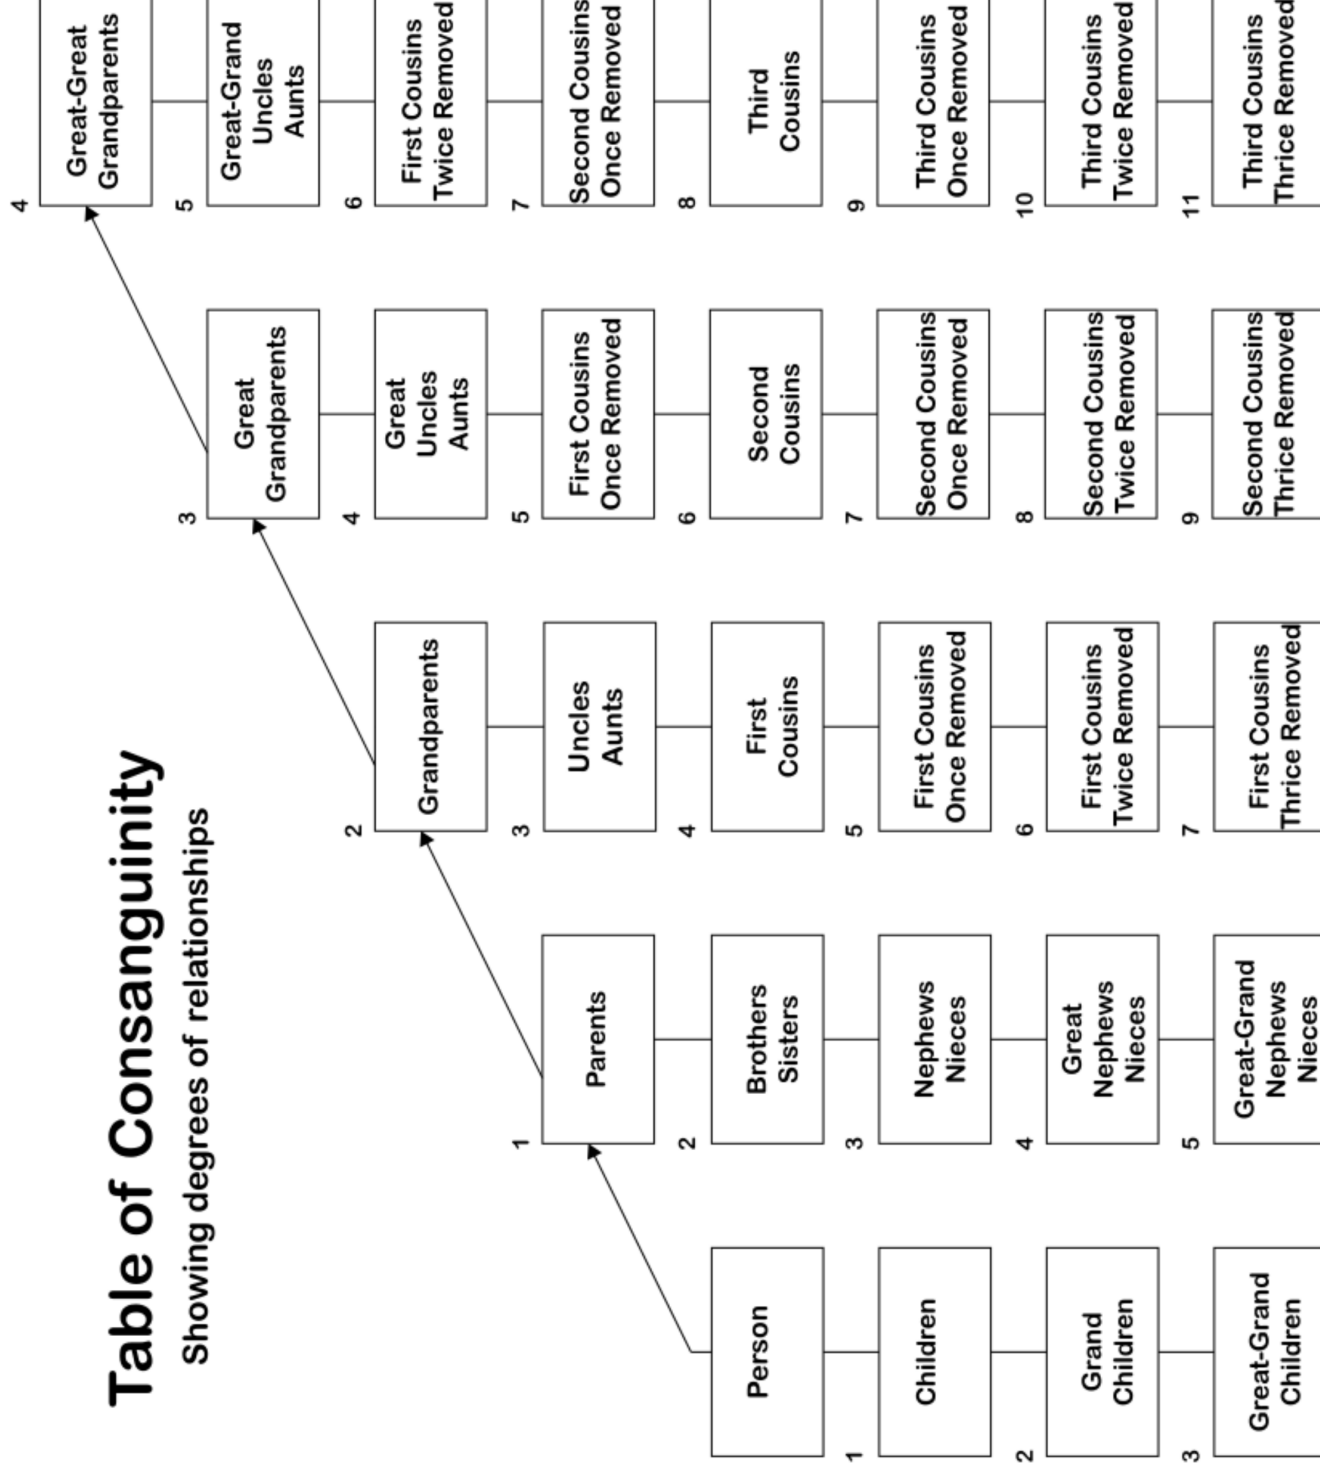 Table of Consanguinity
Showing degrees of relationships
Person
1
Children
2
Grand
Children
3
Great-Grand
Children
1
Parents
2
Brothers
Sisters
3
Nephews
Nieces
4
Great
Nephews
Nieces
5
Great-Grand
Nephews
Nieces
2
Grandparents
3
Uncles
Aunts
4
First
Cousins
5
First Cousins
Once Removed
6
First Cousins
Twice Removed
7
First Cousins
Thrice Removed
3
Great
Grandparents
4
Great
Uncles
Aunts
5
First Cousins
Once Removed
6
Second
Cousins
7
Second Cousins
Once Removed
8
Second Cousins
Twice Removed
9
Second Cousins
Thrice Removed
4
Great-Great
Grandparents
5
Great-Grand
Uncles
Aunts
6
First Cousins
Twice Removed
7
Second Cousins
Once Removed
8
Third
Cousins
9
Third Cousins
Once Removed
10
Third Cousins
Twice Removed
11
Third Cousins
Thrice Removed